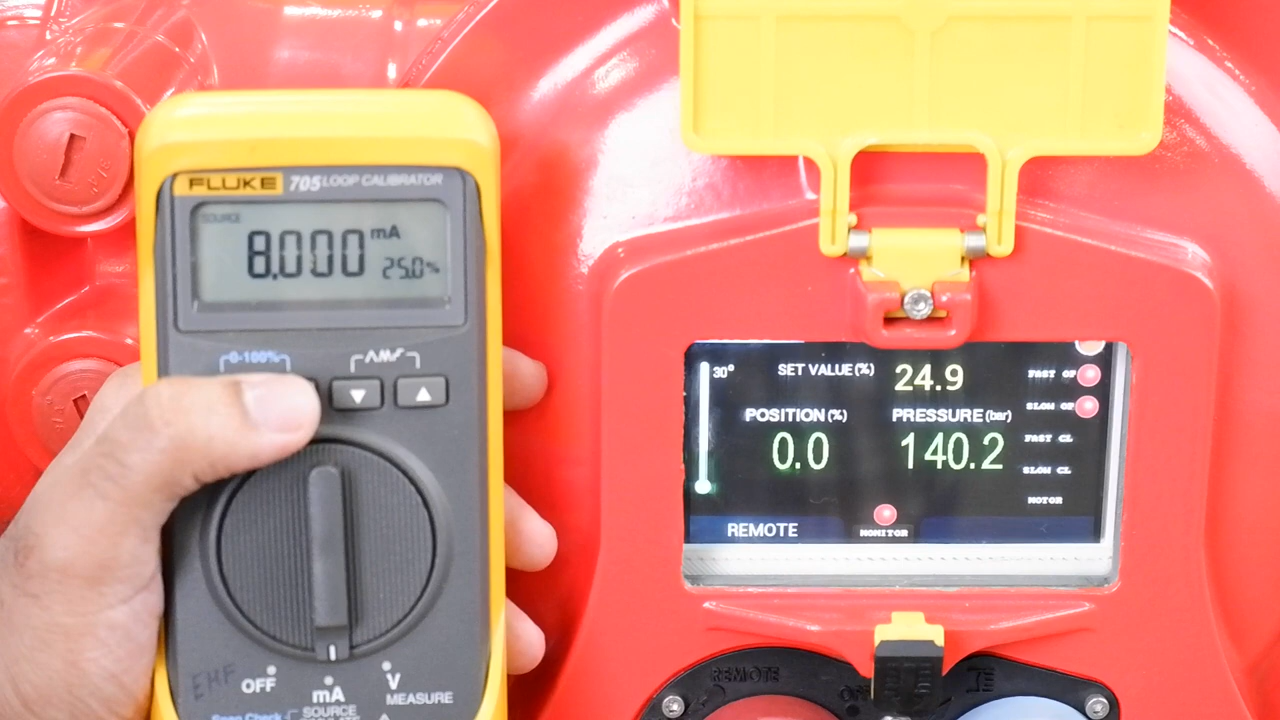 FLUKE 705 LOOP CALIBRATOR
SOURCE
8.000 mA
25.0%
0-100%
OFF
mA
SOURCE
V
MEASURE
30°
SET VALUE (%) 24.9
POSITION (%) PRESSURE (bar)
0.0 140.2
FAST OP
SLOW OP
FAST CL
SLOW CL
MOTOR
REMOTE
MONITOR
REMOTE